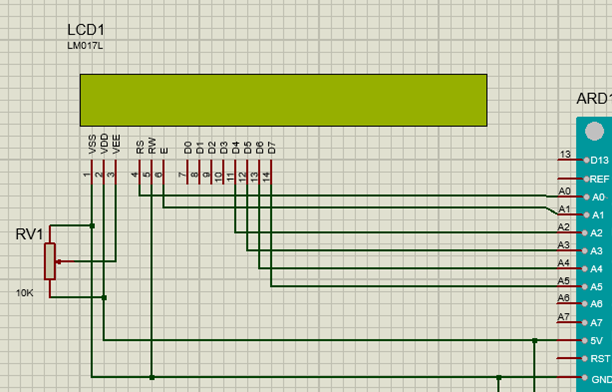 LCD1
LM017L
ARD1
VSS VDD VEE RS RW E D0 D1 D2 D3 D4 D5 D6 D7
1 2 3 4 5 6 7 8 9 10 11 12 13 14
13 D13
REF
A0 A0
A1 A1
A2 A2
A3 A3
A4 A4
A5 A5
A6 A6
A7 A7
5V
RST
GND
RV1
10K